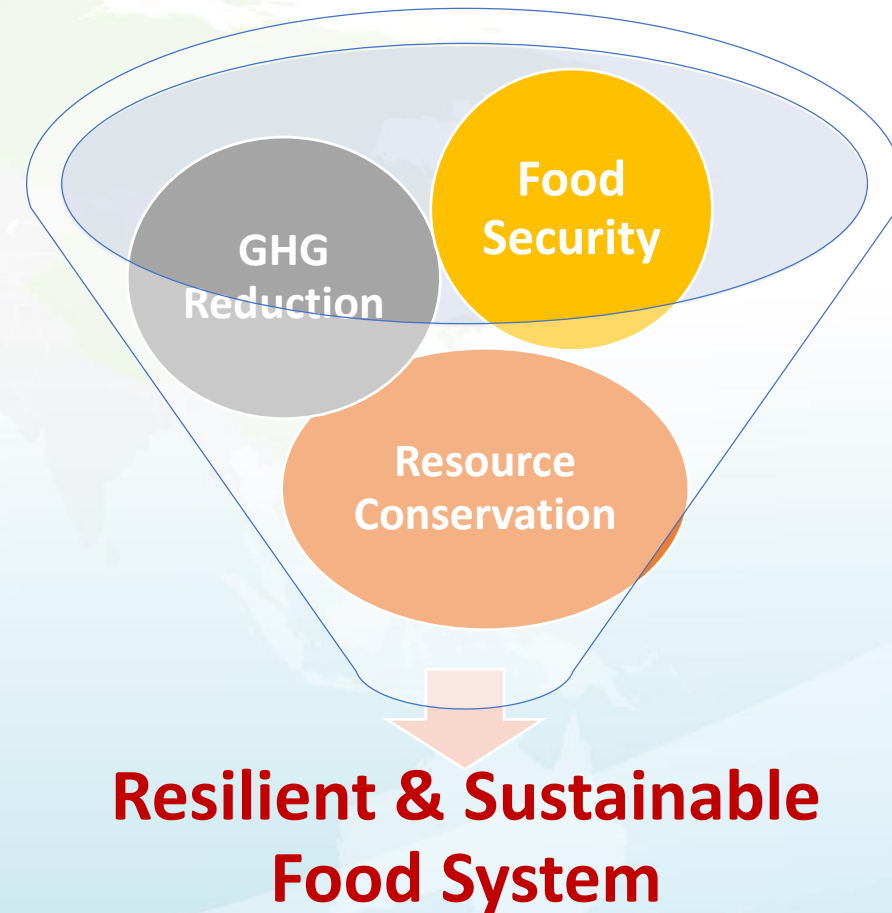 Food
Security
GHG
Reduction
Resource
Conservation
Resilient & Sustainable
Food System